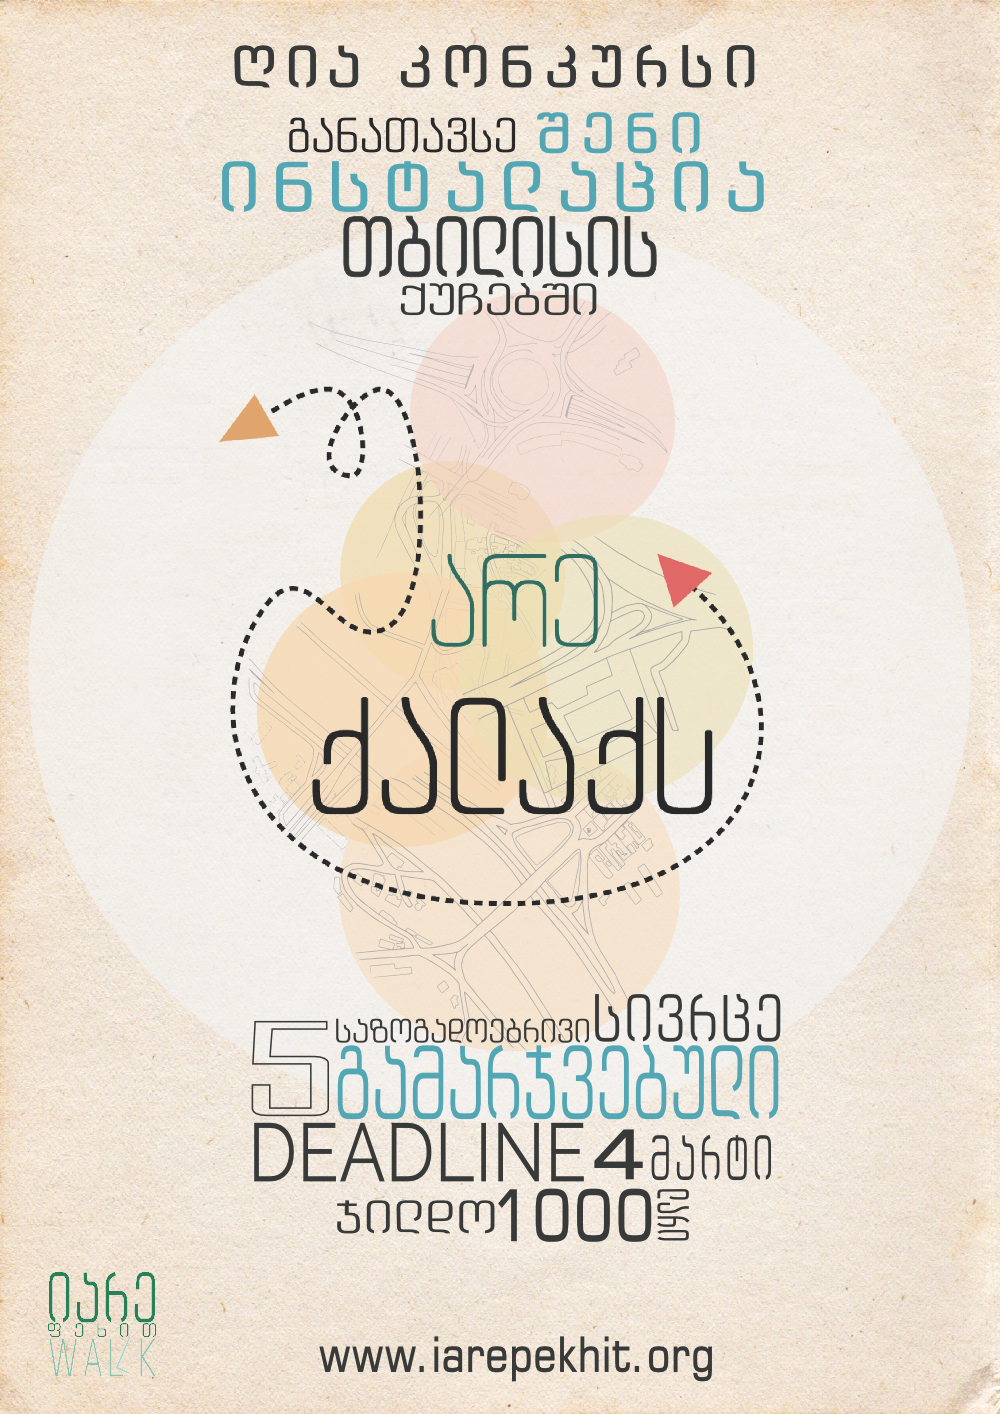 ღია კონკურსი
განათავსე შენი
ინსტალაცია
თბილისის
ქუჩებში
არე
ქალაქს
5 საზოგადოებრივი სივრცე
გამარჯვებული
DEADLINE 4 მარტი
ჯილდო 1000 ევრო
იარე
ფეხით
WALK
www.iarepekhit.org